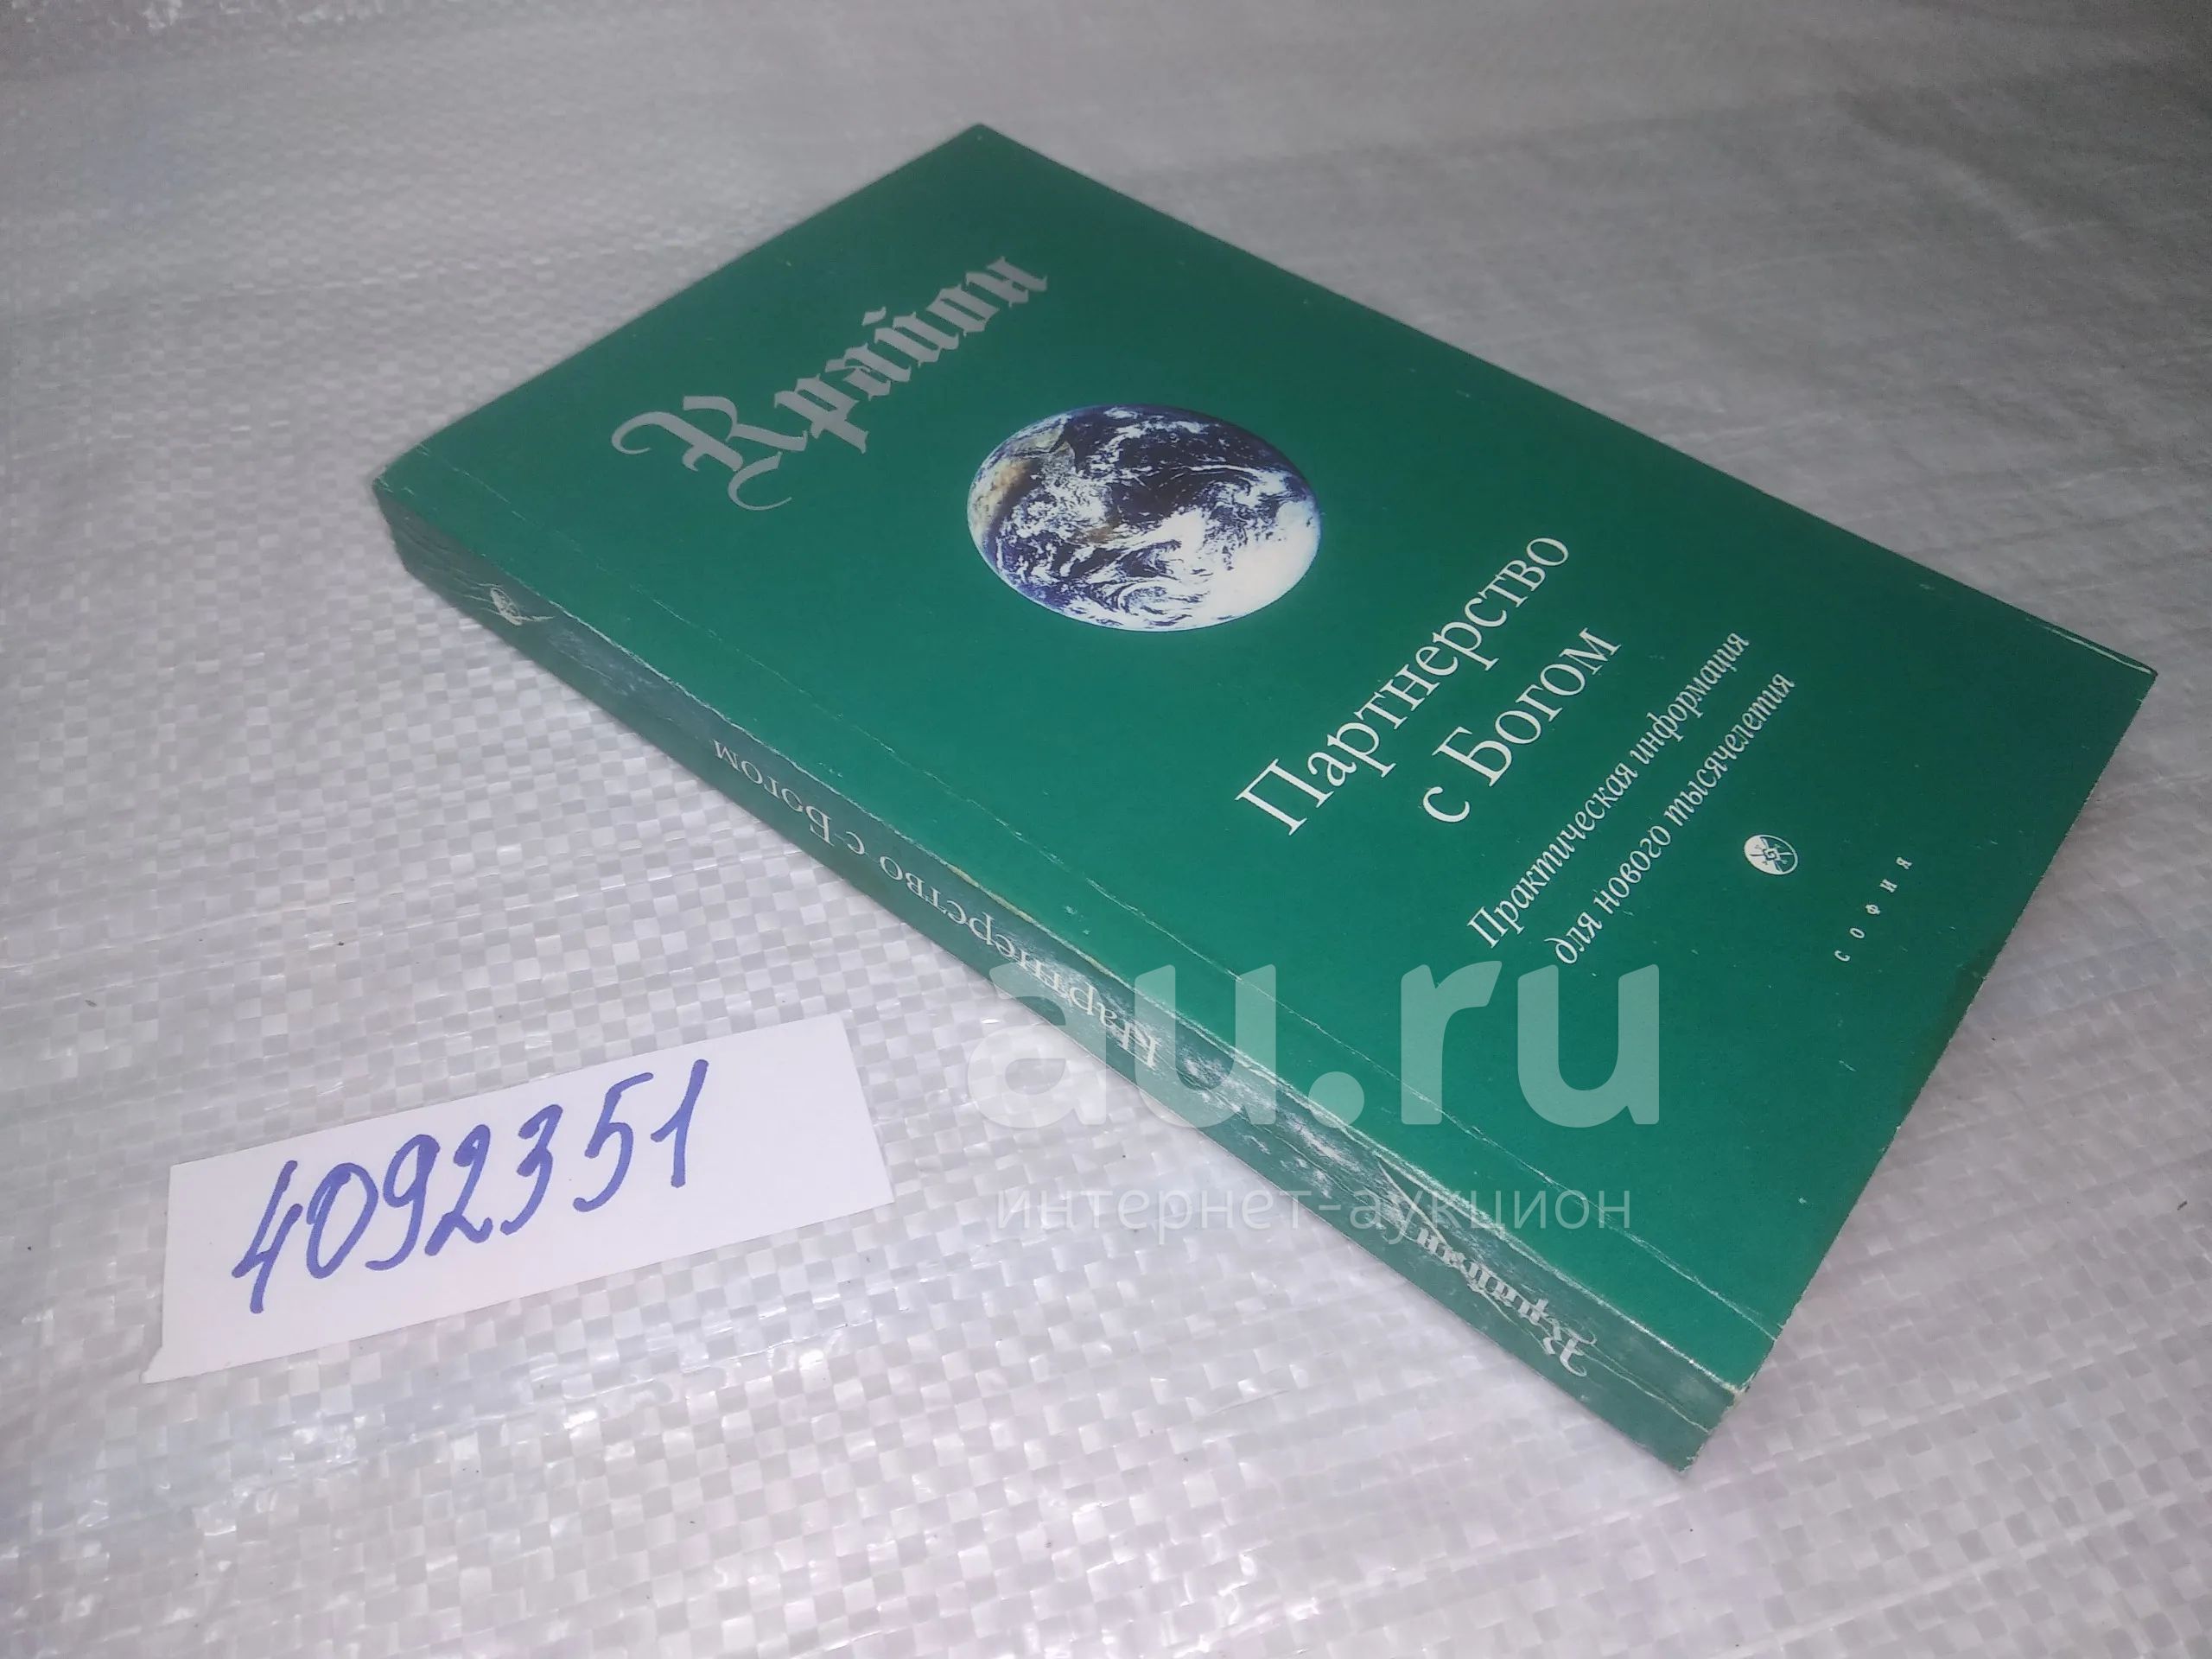 Крайон
Партнерство
с Богом
Практическая информация
для нового тысячелетия
СОФИЯ
Партнерство с Богом
Крайон
4092351
au.ru
интернет-аукцион